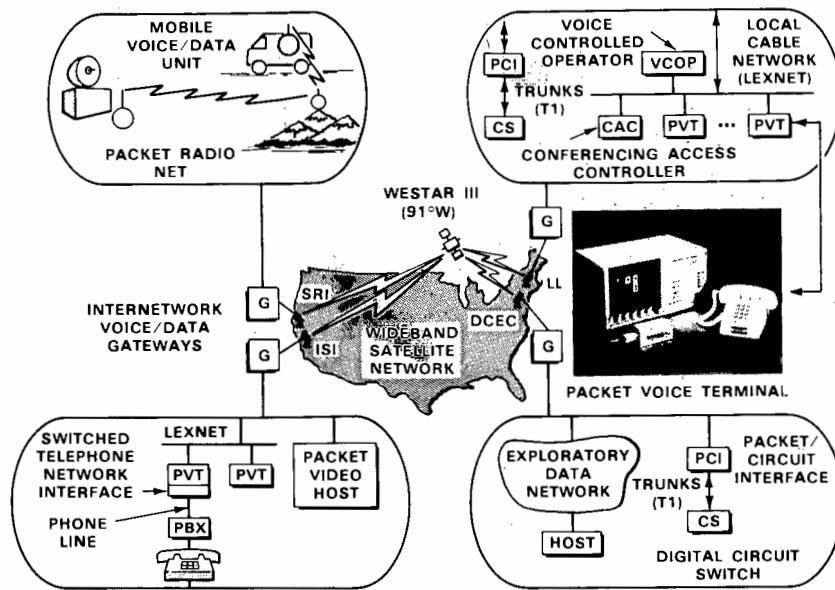 MOBILE
VOICE/DATA
UNIT
PACKET RADIO
NET
VOICE
CONTROLLED
OPERATOR
LOCAL
CABLE
NETWORK
(LEXNET)
PCI
VCOP
TRUNKS
(T1)
CS
CAC
PVT
...
PVT
CONFERENCING ACCESS
CONTROLLER
WESTAR III
(91°W)
G
G
SRI
LL
INTERNETWORK
VOICE/DATA
GATEWAYS
G
ISI
DCEC
G
WIDEBAND
SATELLITE
NETWORK
PACKET VOICE TERMINAL
SWITCHED
TELEPHONE
NETWORK
INTERFACE
LEXNET
PVT
PVT
PACKET
VIDEO
HOST
PHONE
LINE
PBX
EXPLORATORY
DATA
NETWORK
HOST
PCI
PACKET/
CIRCUIT
INTERFACE
TRUNKS
(T1)
CS
DIGITAL CIRCUIT
SWITCH